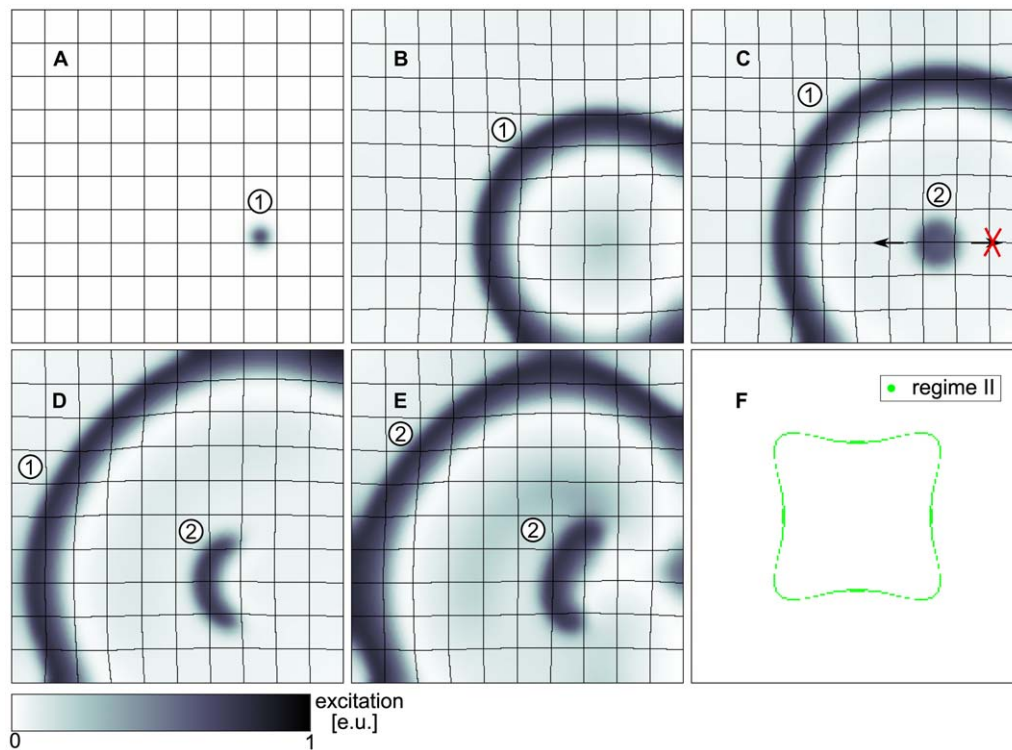 A
B
C
①
①
①
②
D
E
F
regime II
①
②
②
②
excitation
[e.u.]
0
1